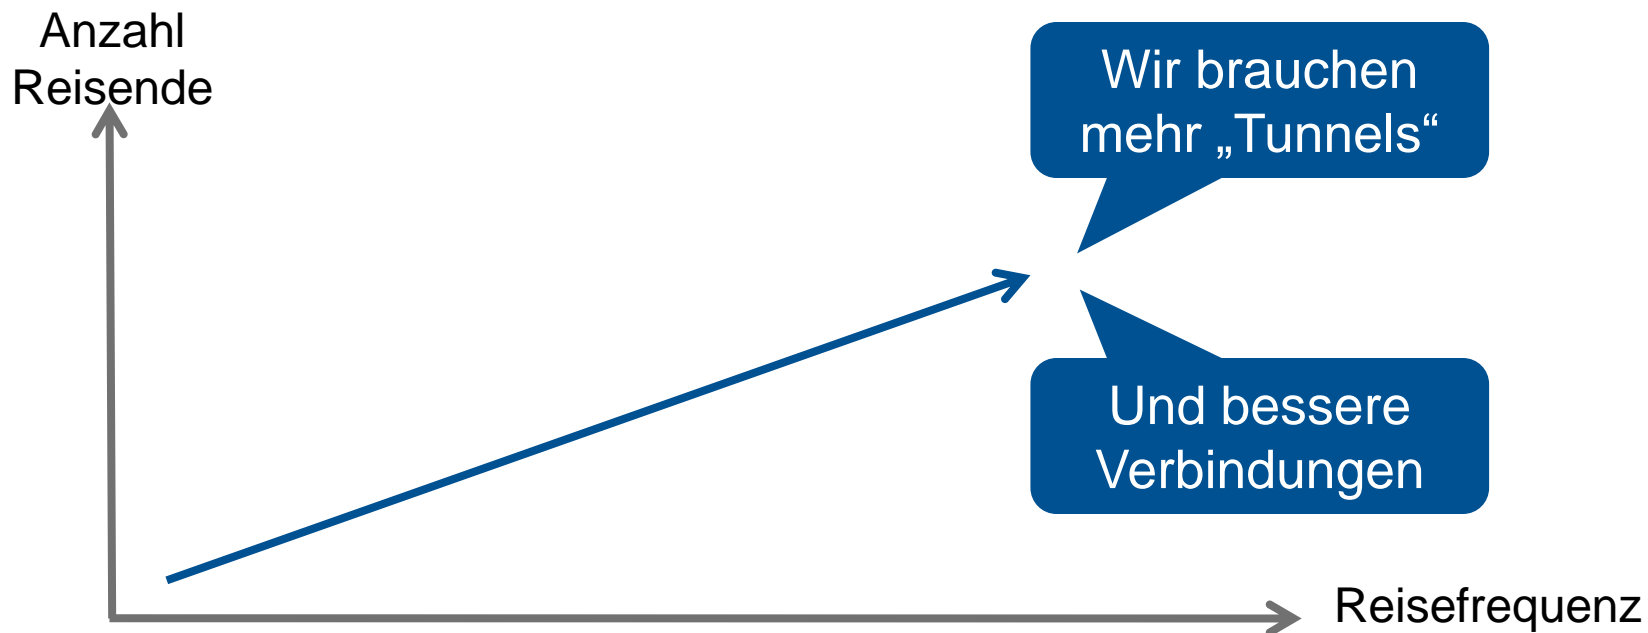 Anzahl
Reisende
Wir brauchen
mehr „Tunnels“
Und bessere
Verbindungen
Reisefrequenz